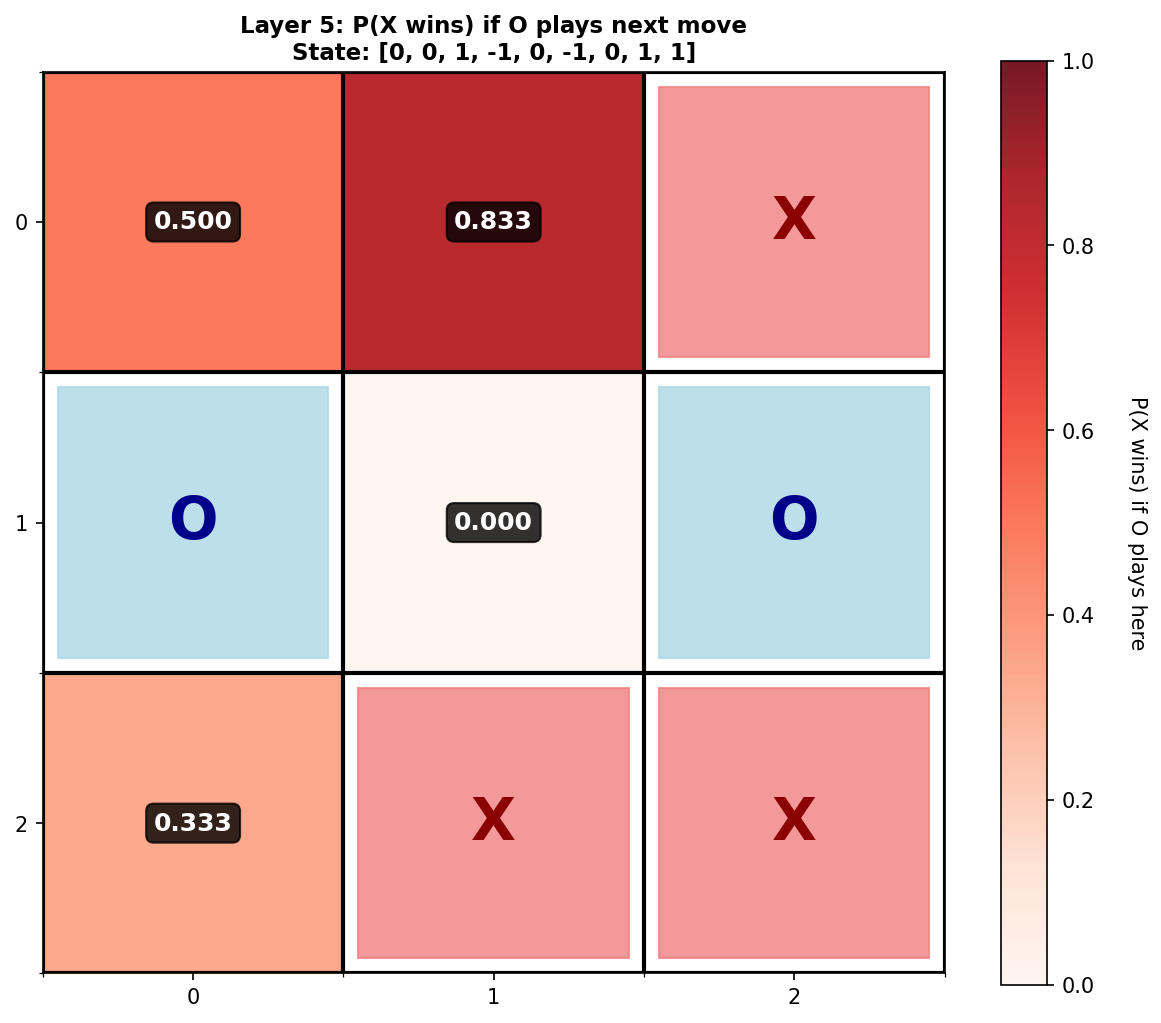 Layer 5: P(X wins) if O plays next move
State: [0, 0, 1, -1, 0, -1, 0, 1, 1]
0
0.500
0.833
X
1
O
0.000
O
2
0.333
X
X
0
1
2
1.0
0.8
0.6
0.4
0.2
0.0
P(X wins) if O plays here